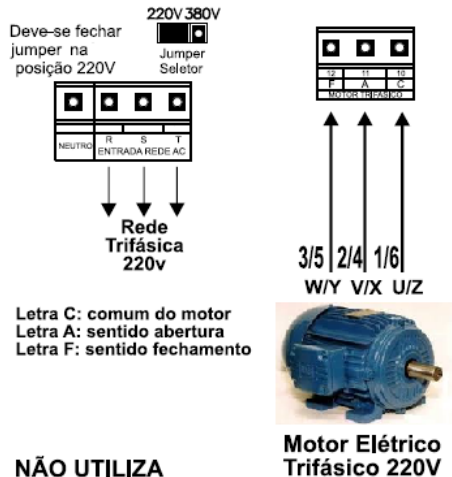 220V 380V
Deve-se fechar
jumper na
posição 220V
Jumper
Seletor
NEUTRO
R S T
ENTRADA REDE AC
Rede
Trifásica
220v
12 11 10
F A C
MOTOR TRIFASICO
3/5 2/4 1/6
W/Y V/X U/Z
Letra C: comum do motor
Letra A: sentido abertura
Letra F: sentido fechamento
NÃO UTILIZA
Motor Elétrico
Trifásico 220V